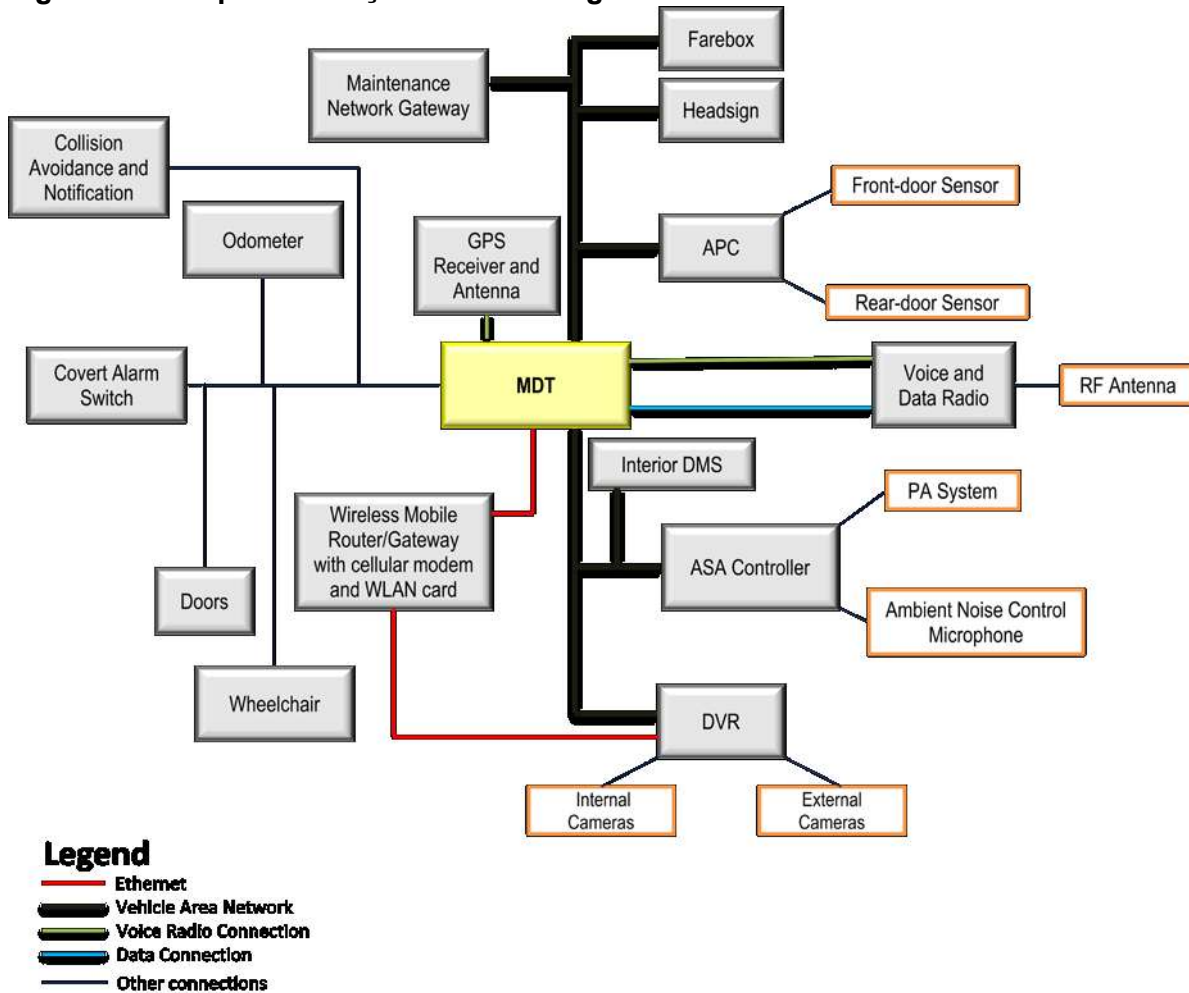 Farebox
Maintenance
Network Gateway
Headsign
Collision
Avoidance and
Notification
Front-door Sensor
Odometer
GPS
Receiver and
Antenna
APC
Rear-door Sensor
Covert Alarm
Switch
MDT
Voice and
Data Radio
RF Antenna
Interior DMS
PA System
Wireless Mobile
Router/Gateway
with cellular modem
and WLAN card
ASA Controller
Doors
Ambient Noise Control
Microphone
Wheelchair
DVR
Internal
Cameras
External
Cameras
Legend
Ethernet
Vehicle Area Network
Voice Radio Connection
Data Connection
Other connections